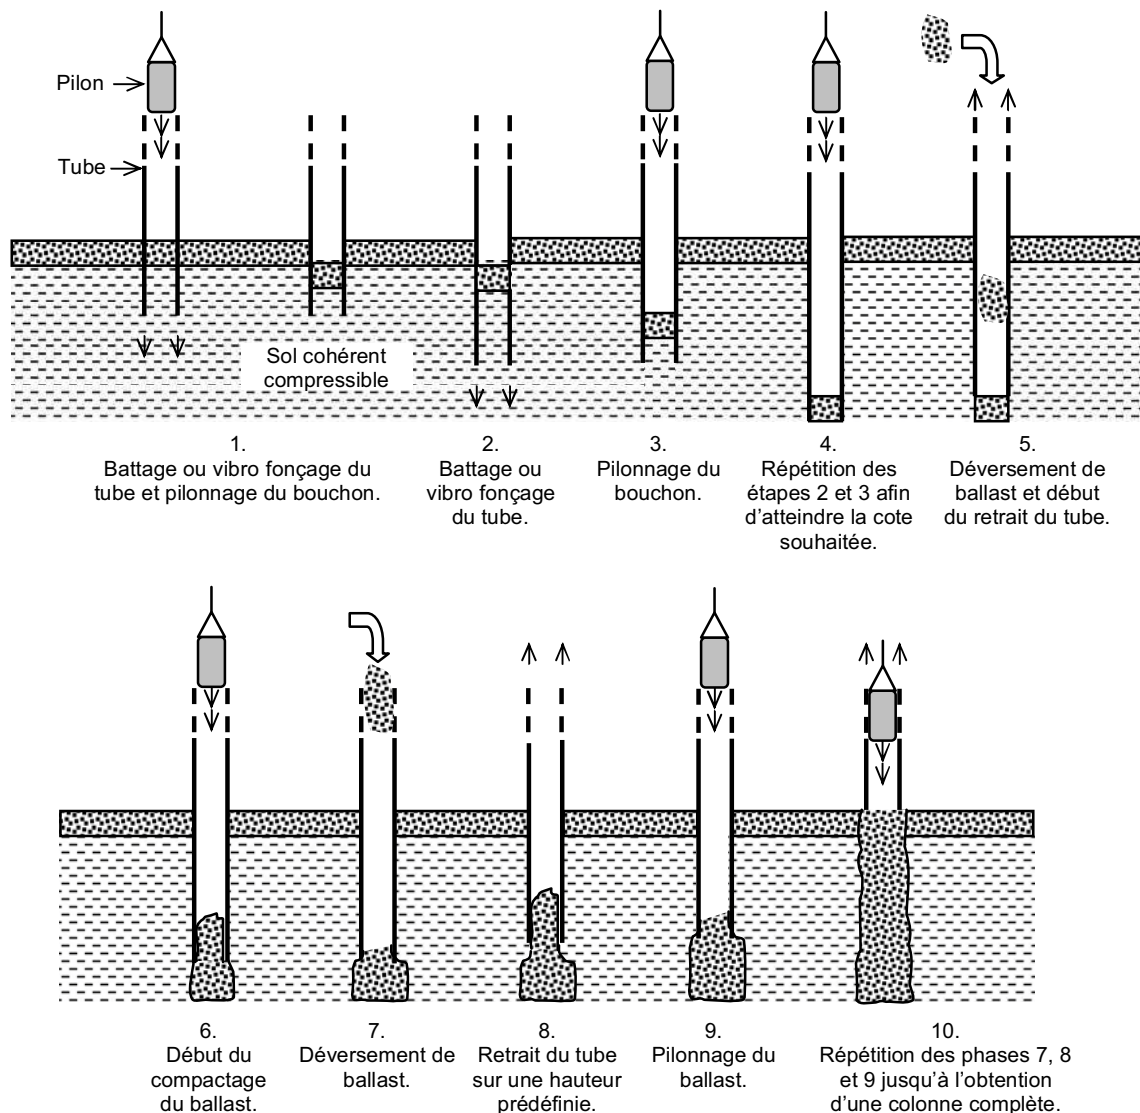 Pilon
Tube
Sol cohérent
compressible
1.
Battage ou vibro fonçage du
tube et pilonnage du bouchon.
2.
Battage ou
vibro fonçage
du tube.
3.
Pilonnage du
bouchon.
4.
Répétition des
étapes 2 et 3 afin
d’atteindre la cote
souhaitée.
5.
Déversement de
ballast et début
du retrait du tube.
6.
Début du
compactage
du ballast.
7.
Déversement de
ballast.
8.
Retrait du tube
sur une hauteur
prédéfinie.
9.
Pilonnage du
ballast.
10.
Répétition des phases 7, 8
et 9 jusqu’à l’obtention
d’une colonne complète.